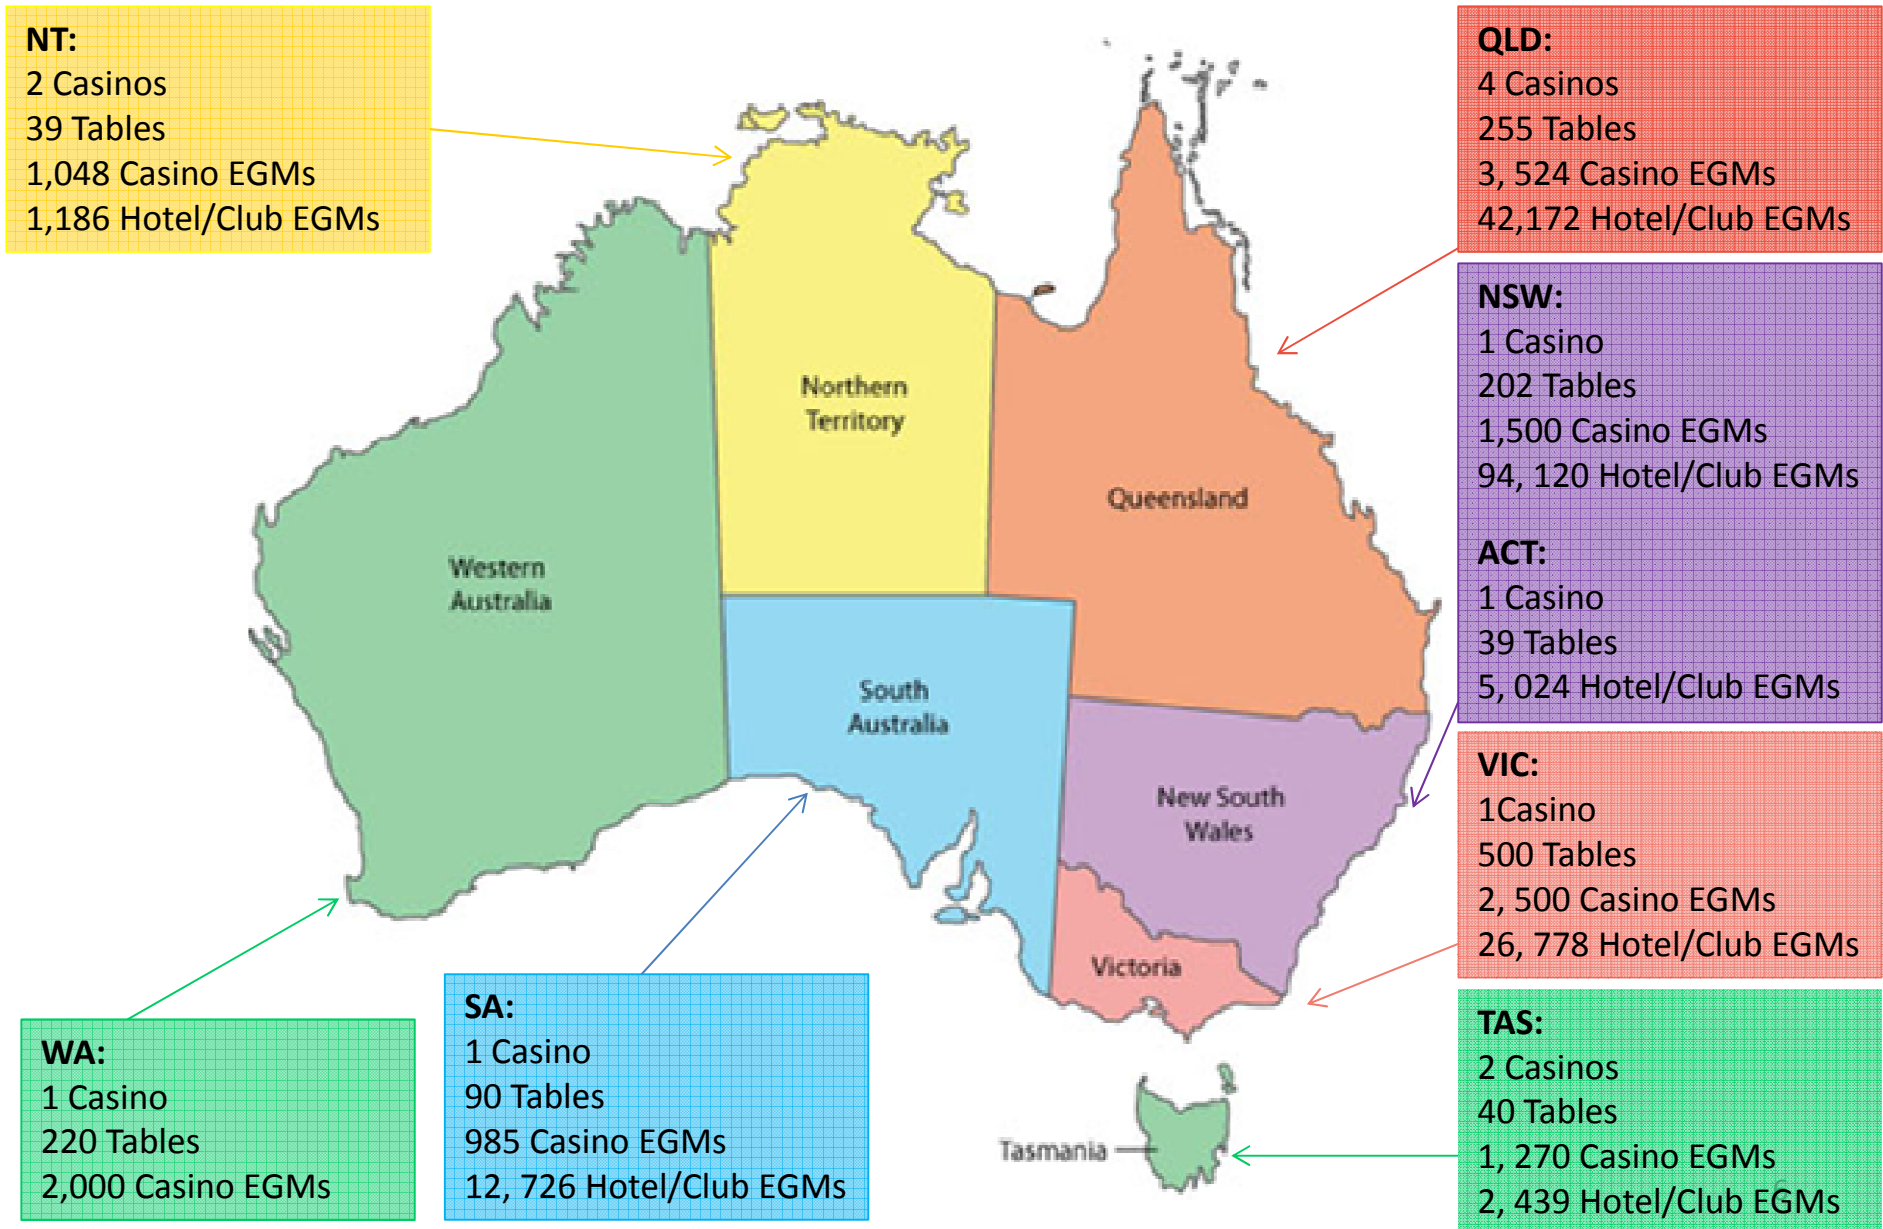 NT:
2 Casinos
39 Tables
1,048 Casino EGMs
1,186 Hotel/Club EGMs
QLD:
4 Casinos
255 Tables
3, 524 Casino EGMs
42,172 Hotel/Club EGMs
NSW:
1 Casino
202 Tables
1,500 Casino EGMs
94, 120 Hotel/Club EGMs
ACT:
1 Casino
39 Tables
5, 024 Hotel/Club EGMs
Northern
Territory
Queensland
Western
Australia
South
Australia
New South
Wales
Victoria
Tasmania
VIC:
1Casino
500 Tables
2, 500 Casino EGMs
26, 778 Hotel/Club EGMs
WA:
1 Casino
220 Tables
2,000 Casino EGMs
SA:
1 Casino
90 Tables
985 Casino EGMs
12, 726 Hotel/Club EGMs
TAS:
2 Casinos
40 Tables
1, 270 Casino EGMs
2, 439 Hotel/Club EGMs